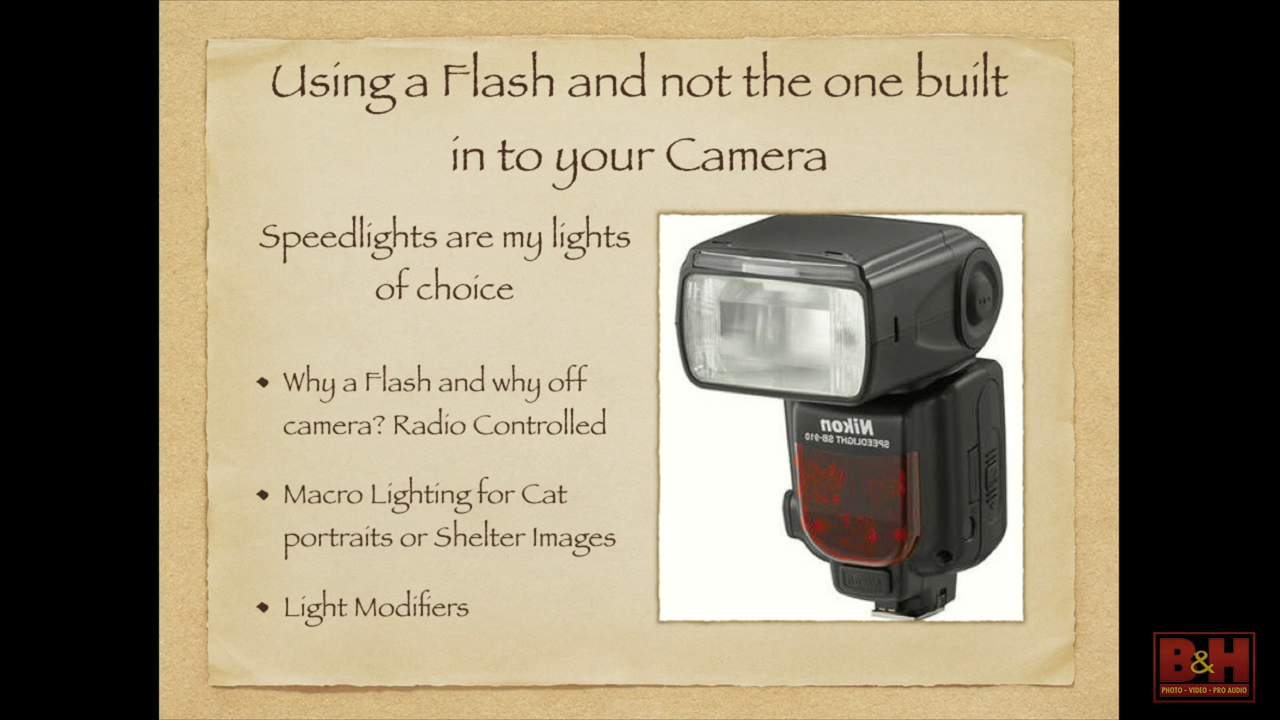 Using a Flash and not the one built
in to your Camera
Speedlights are my lights
of choice
• Why a Flash and why off
camera? Radio Controlled
• Macro Lighting for Cat
portraits or Shelter Images
• Light Modifiers
Nikon
SPEEDLIGHT SB-910
B&H
PHOTO - VIDEO - PRO AUDIO